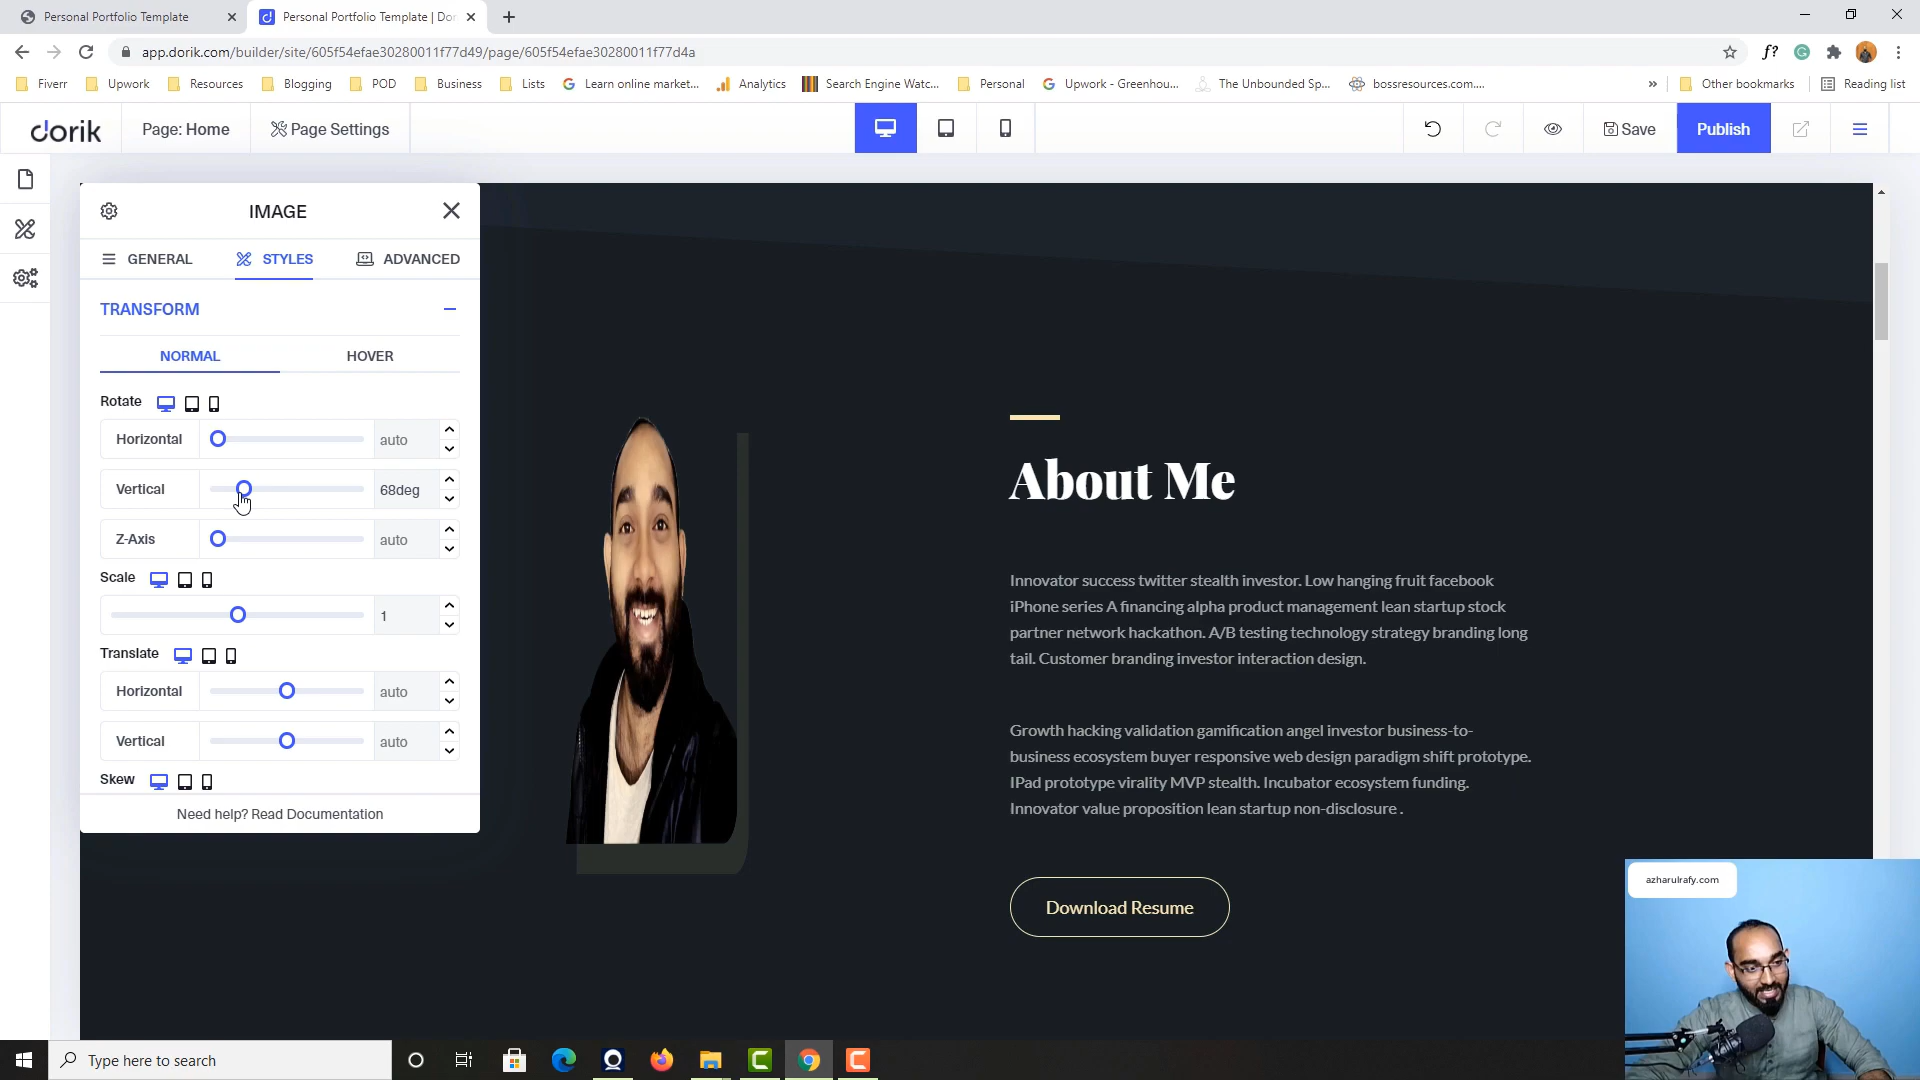 Personal Portfolio Template
Personal Portfolio Template | Dor
app.dorik.com/builder/site/605f54efae30280011f77d49/page/605f54efae30280011f77d4a
f?
Fiverr
Upwork
Resources
Blogging
POD
Business
Lists
Learn online market...
Analytics
Search Engine Watc...
Personal
Upwork - Greenhou...
The Unbounded Sp...
bossresources.com....
»
Other bookmarks
Reading list
dorik
Page: Home
Page Settings
Save
Publish
IMAGE
GENERAL
STYLES
ADVANCED
TRANSFORM
NORMAL
HOVER
Rotate
Horizontal
auto
Vertical
68deg
Z-Axis
auto
Scale
1
Translate
Horizontal
auto
Vertical
auto
Skew
Need help? Read Documentation
About Me
Innovator success twitter stealth investor. Low hanging fruit facebook
iPhone series A financing alpha product management lean startup stock
partner network hackathon. A/B testing technology strategy branding long
tail. Customer branding investor interaction design.
Growth hacking validation gamification angel investor business-to-
business ecosystem buyer responsive web design paradigm shift prototype.
IPad prototype virality MVP stealth. Incubator ecosystem funding.
Innovator value proposition lean startup non-disclosure .
Download Resume
azharulrafy.com
Type here to search